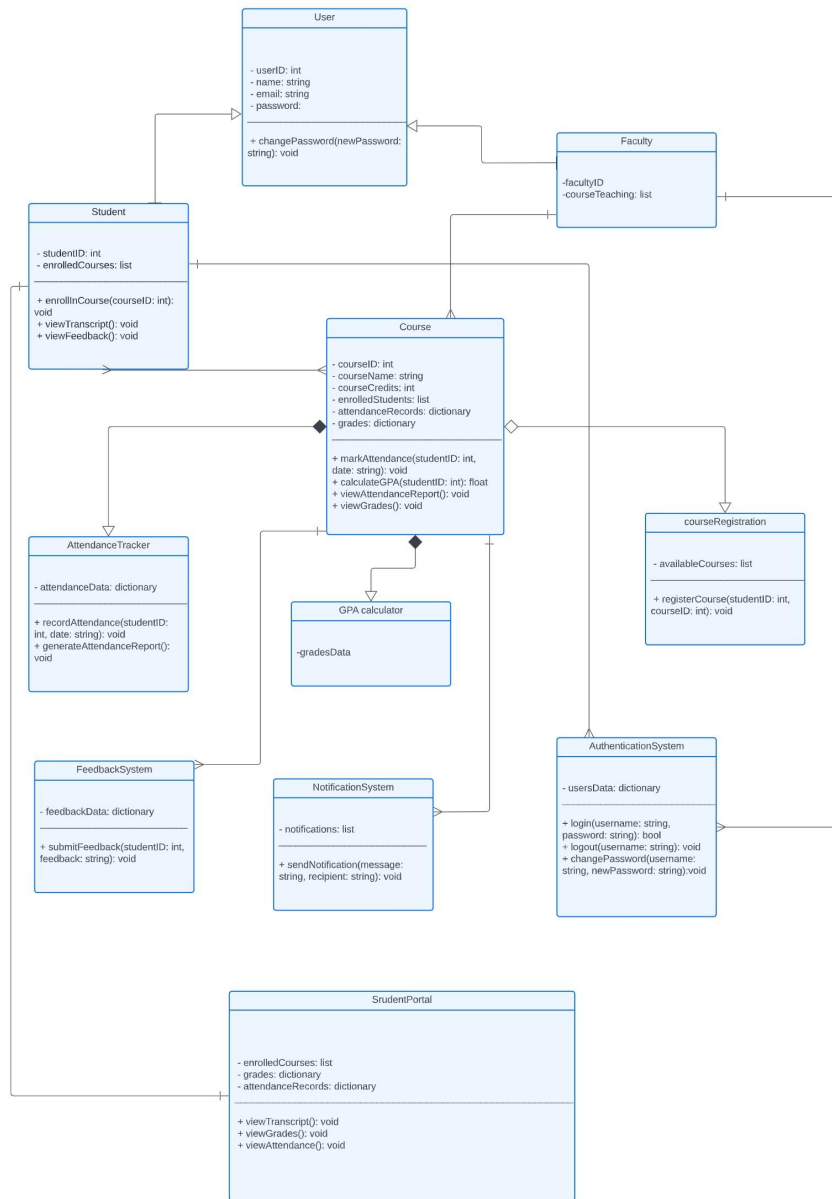 User
- userID: int
- name: string
- email: string
- password:
+ changePassword(newPassword:
string): void
Faculty
-facultyID
-courseTeaching: list
Student
- studentID: int
- enrolledCourses: list
+ enrollInCourse(courseID: int):
void
+ viewTranscript(): void
+ viewFeedback(): void
Course
- courseID: int
- courseName: string
- courseCredits: int
- enrolledStudents: list
- attendanceRecords: dictionary
- grades: dictionary
+ markAttendance(studentID: int,
date: string): void
+ calculateGPA(studentID: int): float
+ viewAttendanceReport(): void
+ viewGrades(): void
courseRegistration
- availableCourses: list
+ registerCourse(studentID: int,
courseID: int): void
AttendanceTracker
- attendanceData: dictionary
+ recordAttendance(studentID:
int, date: string): void
+ generateAttendanceReport():
void
GPA calculator
-gradesData
FeedbackSystem
- feedbackData: dictionary
+ submitFeedback(studentID: int,
feedback: string): void
NotificationSystem
- notifications: list
+ sendNotification(message:
string, recipient: string): void
AuthenticationSystem
- usersData: dictionary
+ login(username: string,
password: string): bool
+ logout(username: string): void
+ changePassword(username:
string, newPassword: string):void
SrudentPortal
- enrolledCourses: list
- grades: dictionary
- attendanceRecords: dictionary
+ viewTranscript(): void
+ viewGrades(): void
+ viewAttendance(): void